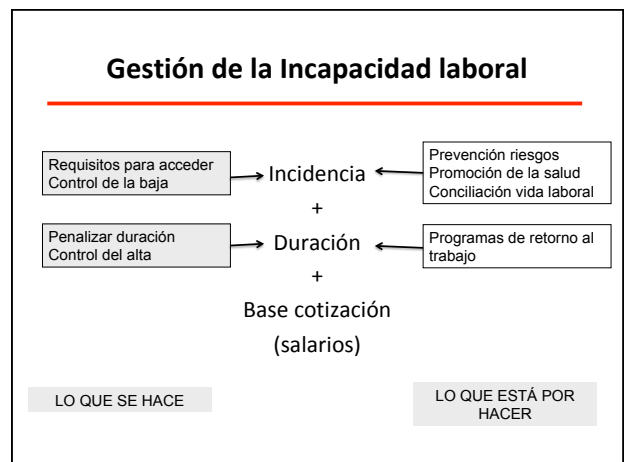 Gestión de la Incapacidad laboral
Requisitos para acceder
Control de la baja
Incidencia
Prevención riesgos
Promoción de la salud
Conciliación vida laboral
+
Penalizar duración
Control del alta
Duración
Programas de retorno al
trabajo
+
Base cotización
(salarios)
LO QUE SE HACE
LO QUE ESTÁ POR
HACER